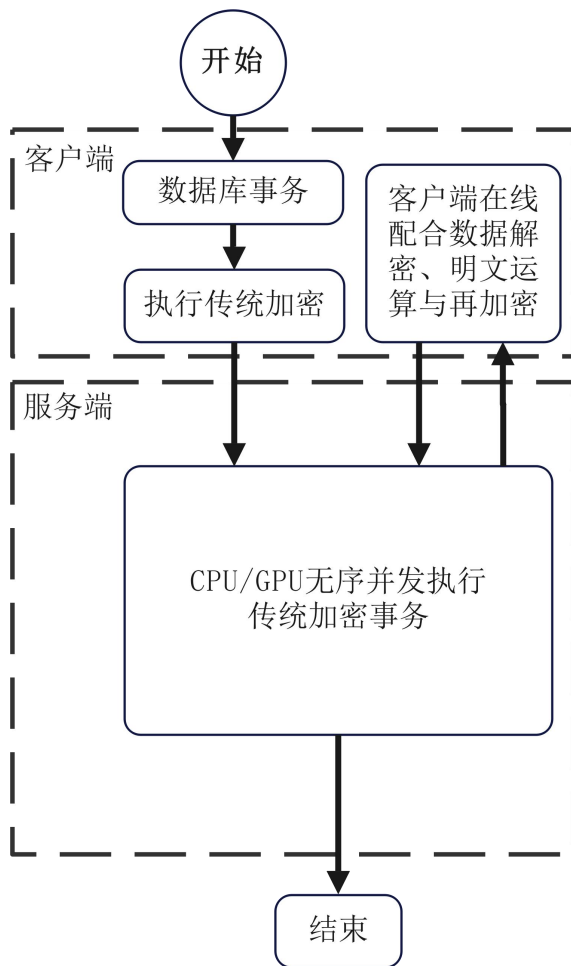 开始
客户端
数据库事务
执行传统加密
客户端在线
配合数据解
密、明文运
算与再加密
服务端
CPU/GPU无序并发执行
传统加密事务
结束